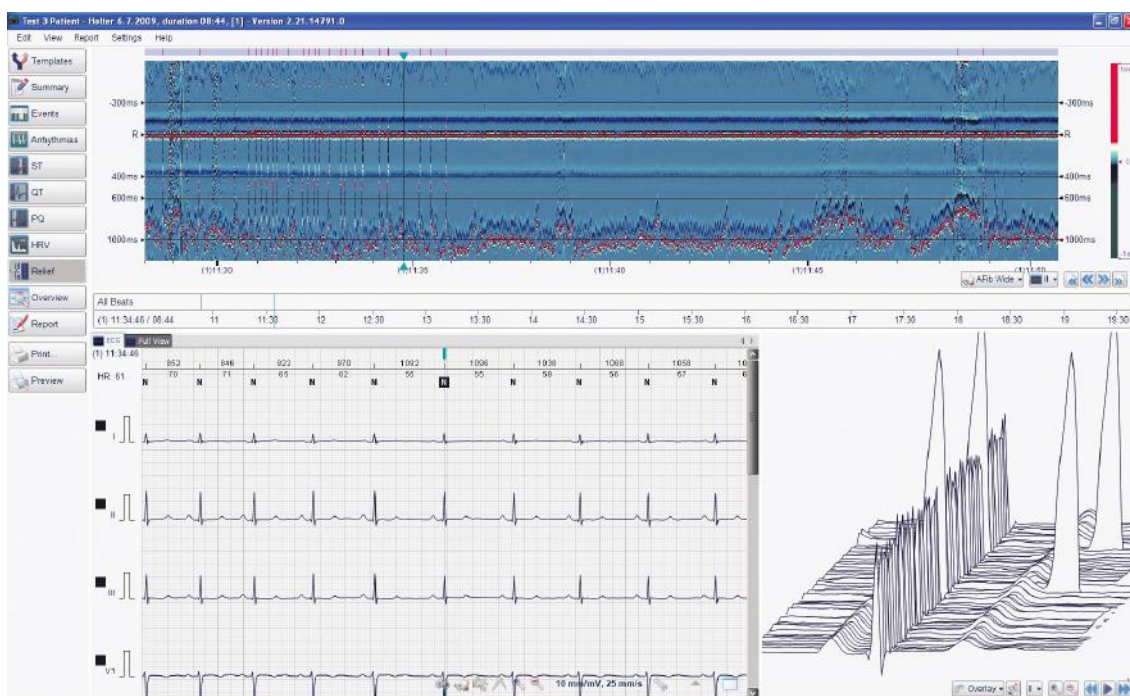 Test 3 Patient - Holter 6.7.2009, duration 08:44, [1] - Version 2.21.14791.0
Edit View Report Settings Help
Templates
Summary
Events
Arrhythmias
ST
QT
PQ
HRV
Relief
Overview
Report
Print...
Preview
-300ms -300ms
R R
400ms 400ms
600ms 600ms
1000ms 1000ms
(1)11:30 (1)11:35 (1)11:40 (1)11:45 (1)11:50
AFib Wide II
All Beats
(1) 11:34:46 / 08:44 11 11:30 12 12:30 13 13:30 14 14:30 15 15:30 16 16:30 17 17:30 18 18:30 19 19:30
ECG Full View
(1) 11:34:46
852 846 922 970 1092 1096 1038 1068 1058
HR: 61 70 71 65 62 55 55 58 56 57
N N N N N N N N N N
I
II
III
V1
10 mm/mV, 25 mm/s
Overlay